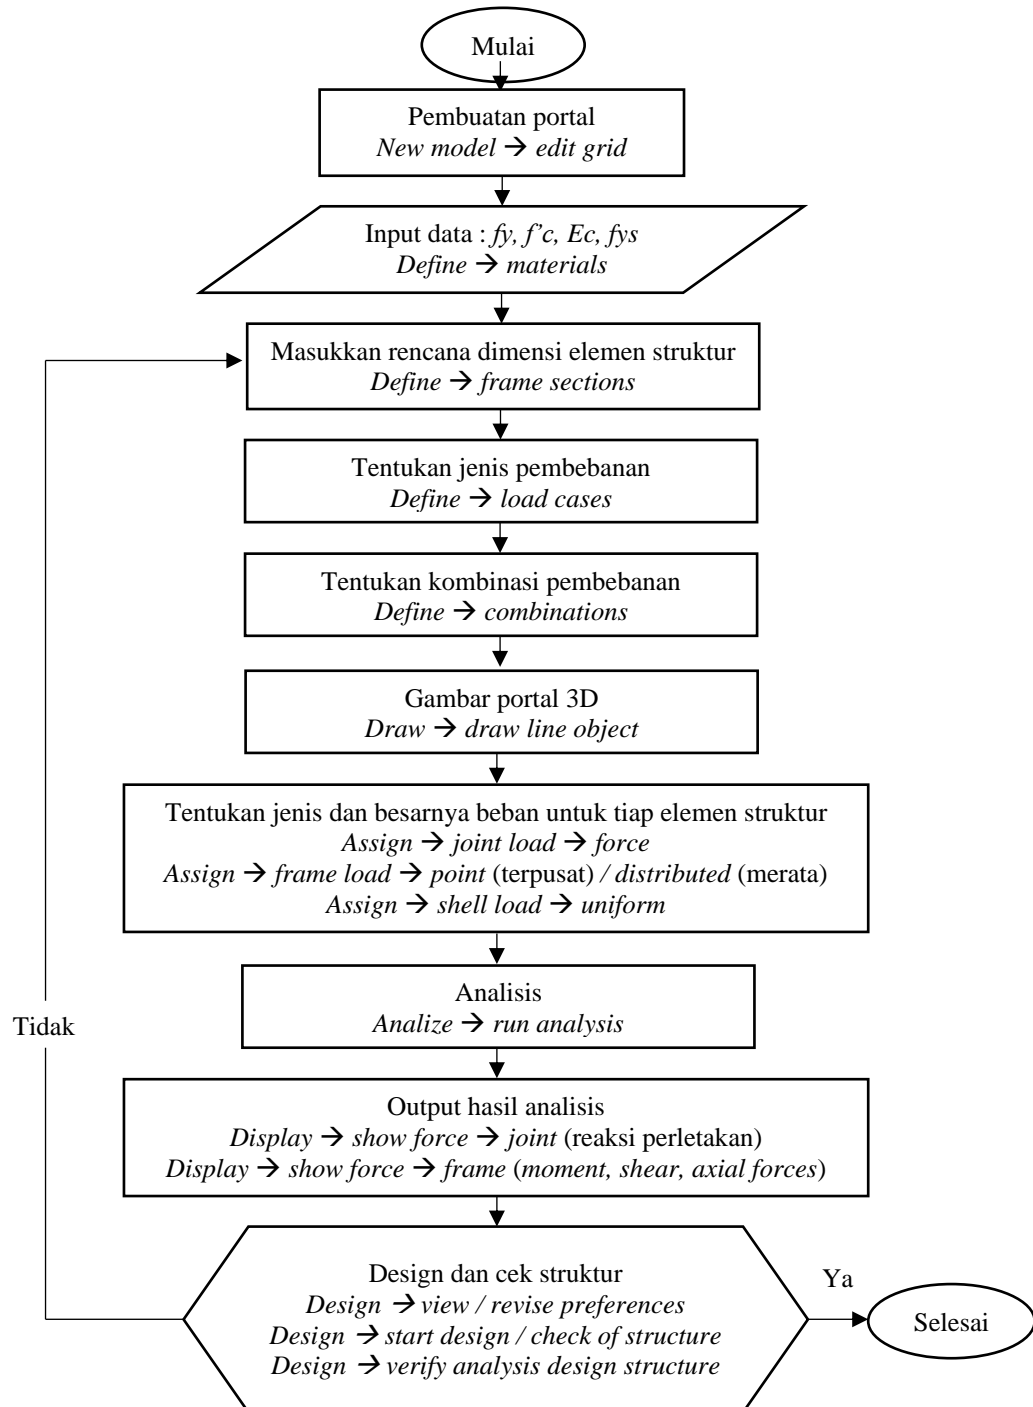 Mulai
Pembuatan portal
New model → edit grid
Input data : fy, f'c, Ec, fys
Define → materials
Masukkan rencana dimensi elemen struktur
Define → frame sections
Tentukan jenis pembebanan
Define → load cases
Tentukan kombinasi pembebanan
Define → combinations
Gambar portal 3D
Draw → draw line object
Tentukan jenis dan besarnya beban untuk tiap elemen struktur
Assign → joint load → force
Assign → frame load → point (terpusat) / distributed (merata)
Assign → shell load → uniform
Analisis
Analize → run analysis
Tidak
Output hasil analisis
Display → show force → joint (reaksi perletakan)
Display → show force → frame (moment, shear, axial forces)
Design dan cek struktur
Design → view / revise preferences
Design → start design / check of structure
Design → verify analysis design structure
Ya
Selesai